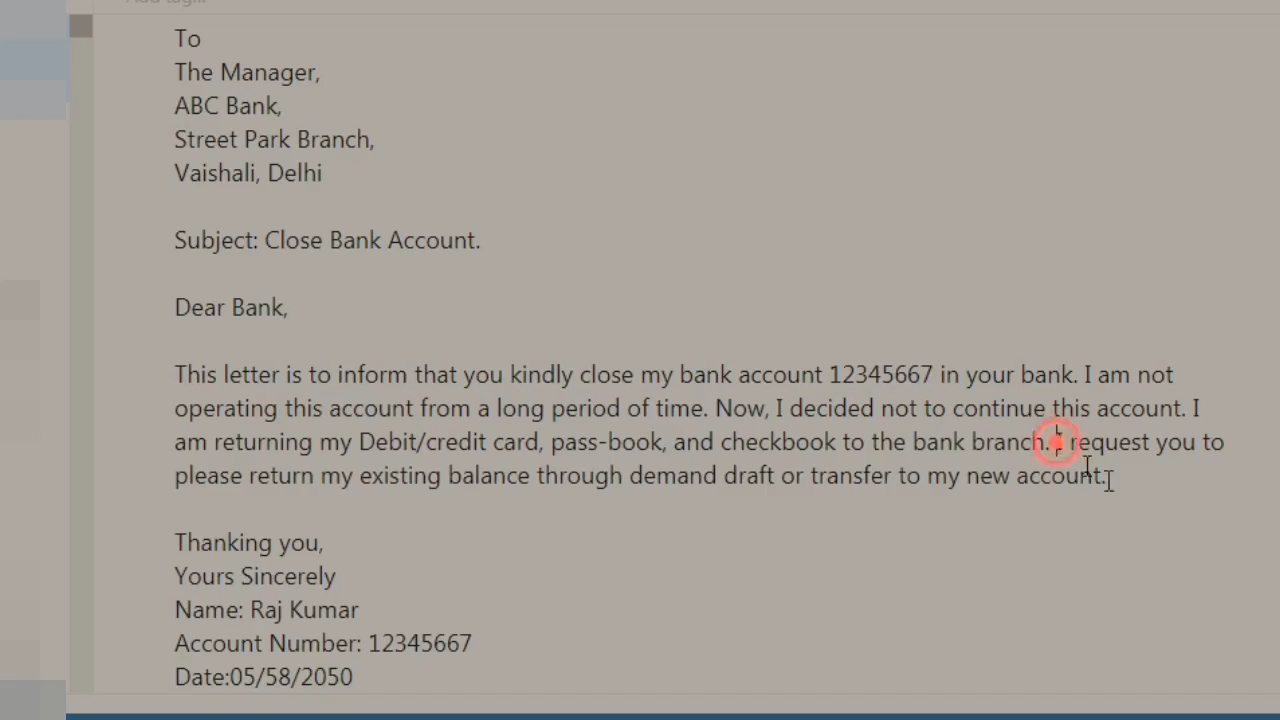 To
The Manager,
ABC Bank,
Street Park Branch,
Vaishali, Delhi
Subject: Close Bank Account.
Dear Bank,
This letter is to inform that you kindly close my bank account 12345667 in your bank. I am not
operating this account from a long period of time. Now, I decided not to continue this account. I
am returning my Debit/credit card, pass-book, and checkbook to the bank branch. I request you to
please return my existing balance through demand draft or transfer to my new account.
Thanking you,
Yours Sincerely
Name: Raj Kumar
Account Number: 12345667
Date:05/58/2050